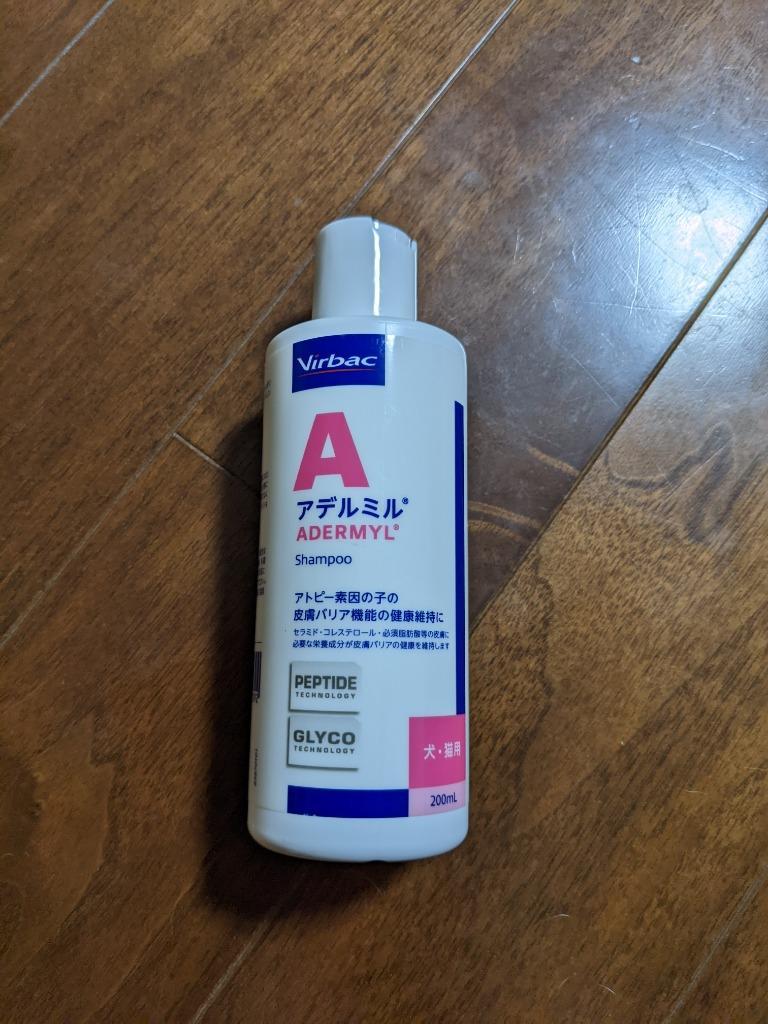 Virbac
A
アデルミル®
ADERMYL®
Shampoo
アトピー素因の子の
皮膚バリア機能の健康維持に
セラミド・コレステロール・必須脂肪酸等の皮膚に
必要な栄養成分が皮膚バリアの健康を維持します
PEPTIDE
TECHNOLOGY
GLYCO
TECHNOLOGY
犬・猫用
200mL